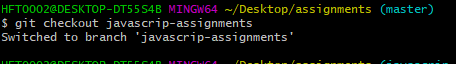 HFT0002@DESKTOP-DT55S4B MINGW64 ~/Desktop/assignments (master)
$ git checkout javascrip-assignments
Switched to branch 'javascrip-assignments'